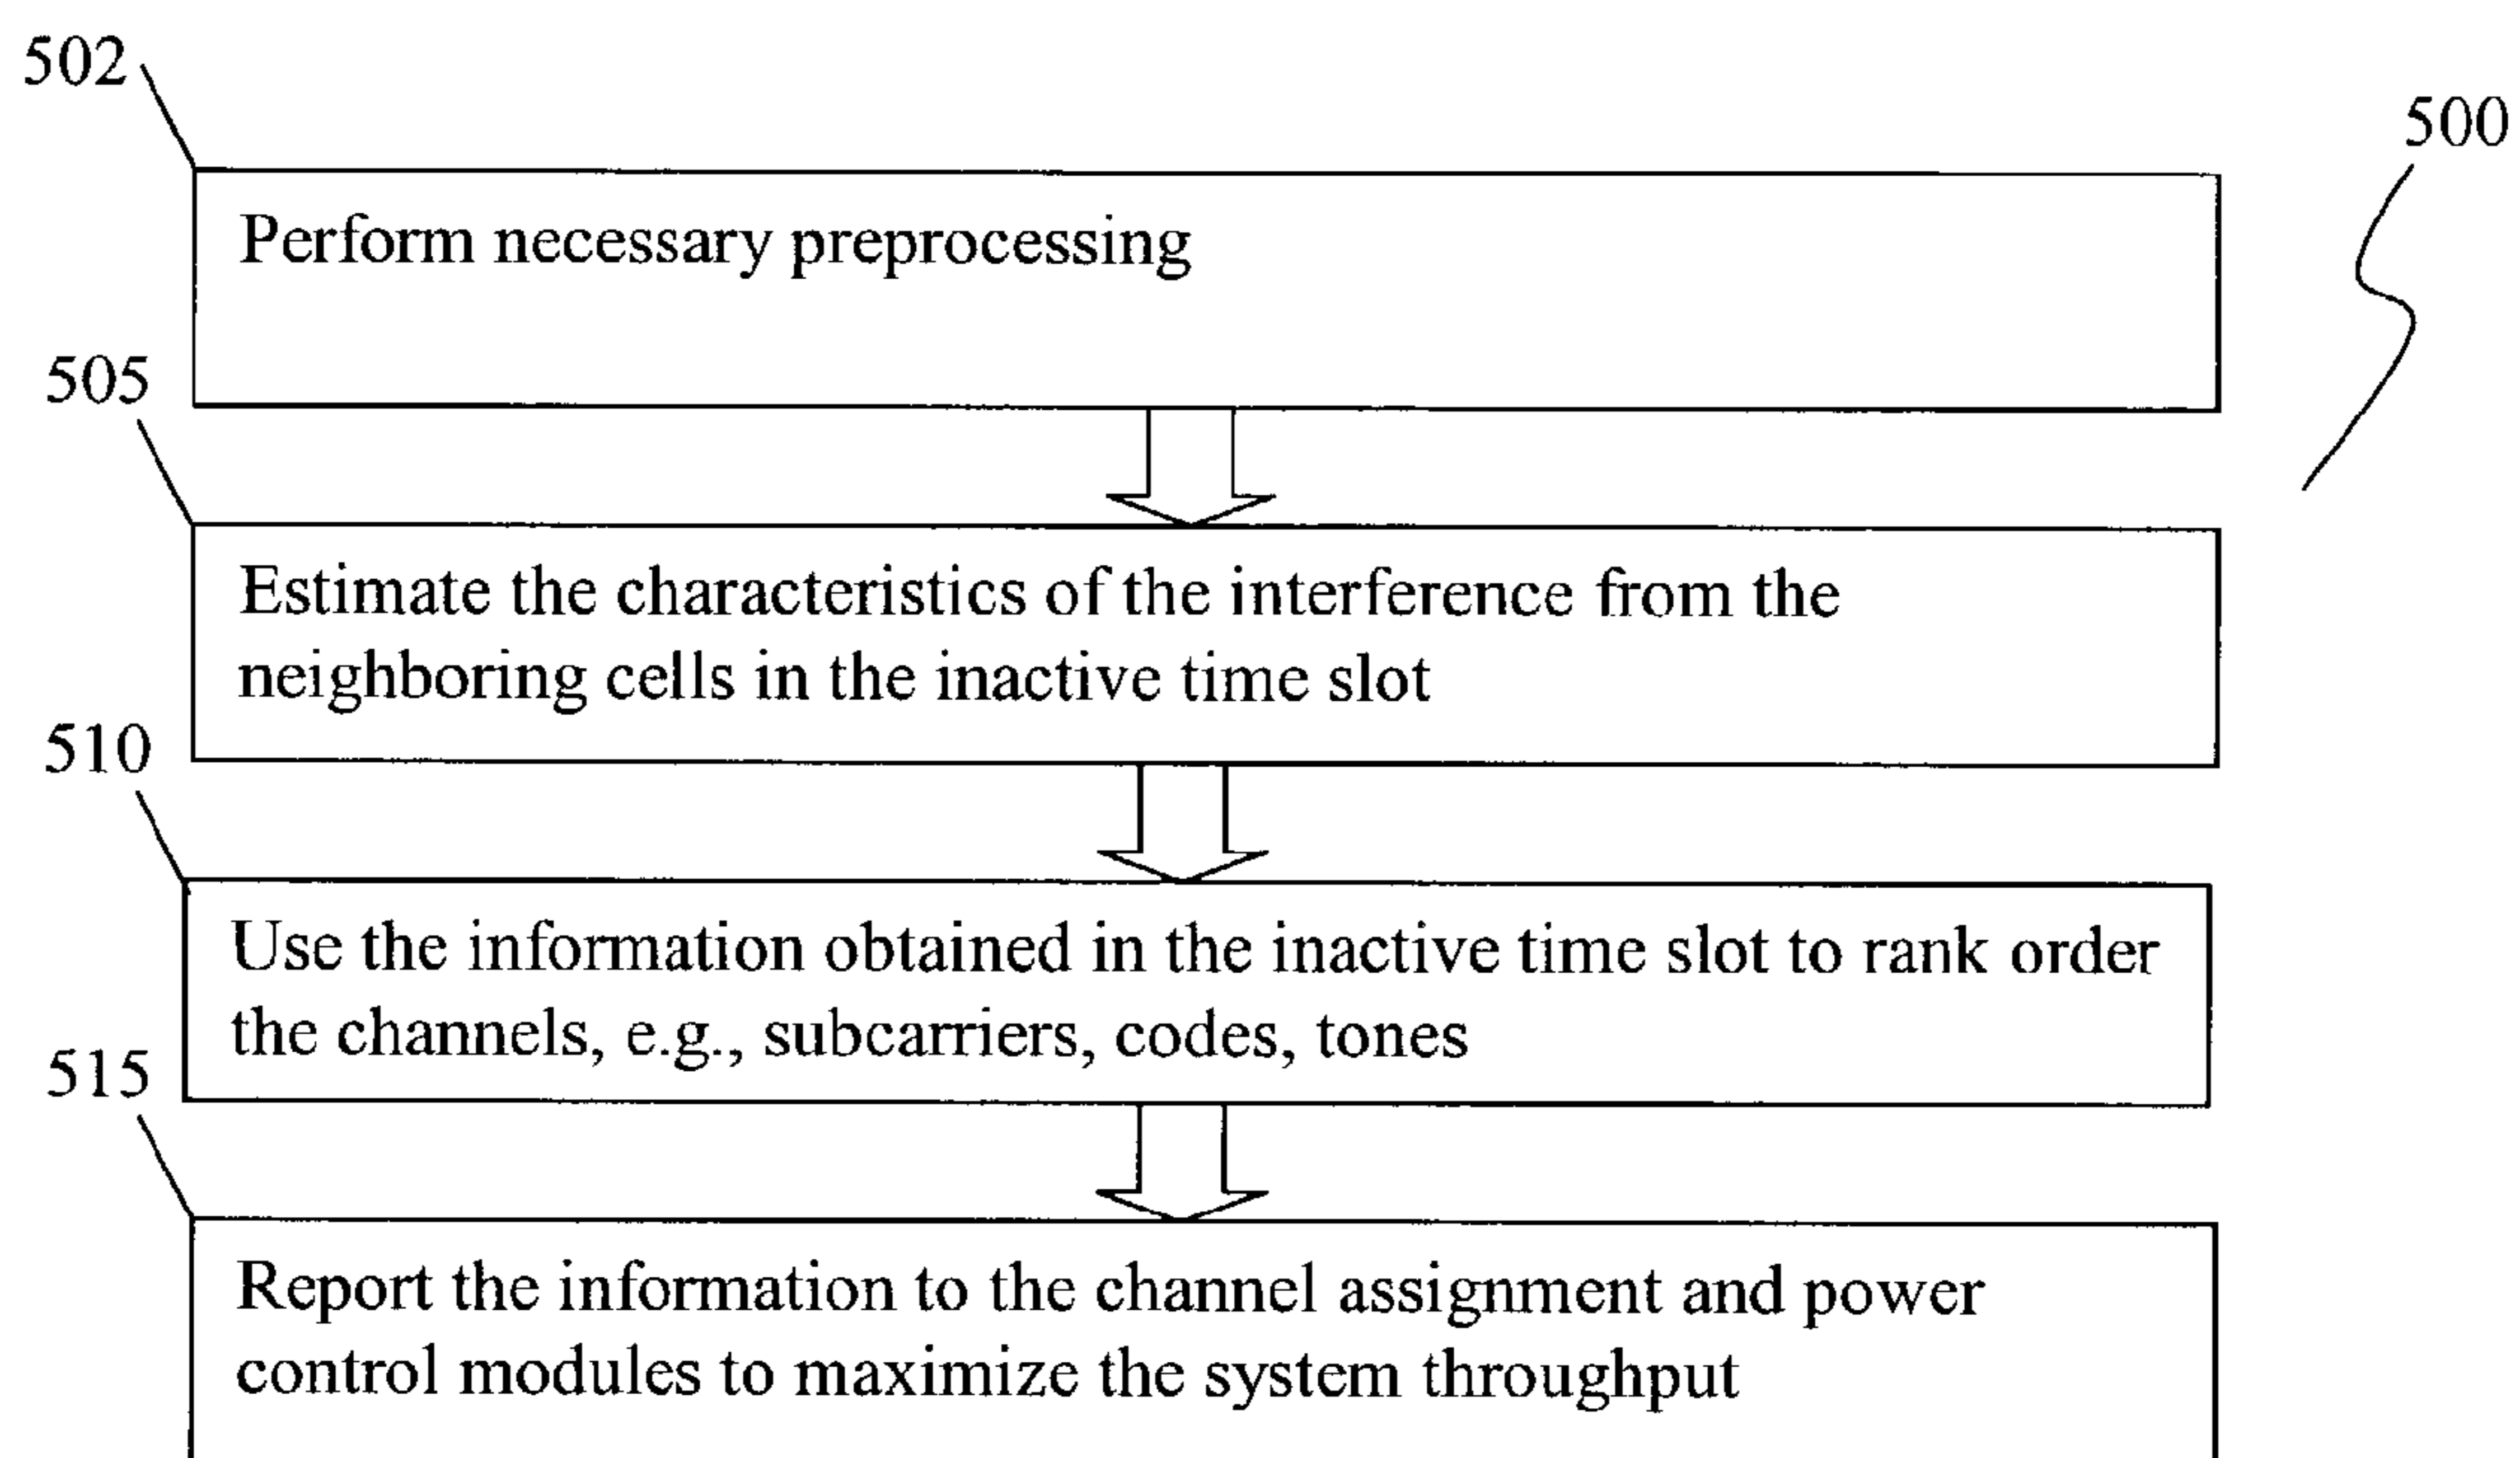 502
500
Perform necessary preprocessing
505
Estimate the characteristics of the interference from the
neighboring cells in the inactive time slot
510
Use the information obtained in the inactive time slot to rank order
the channels, e.g., subcarriers, codes, tones
515
Report the information to the channel assignment and power
control modules to maximize the system throughput